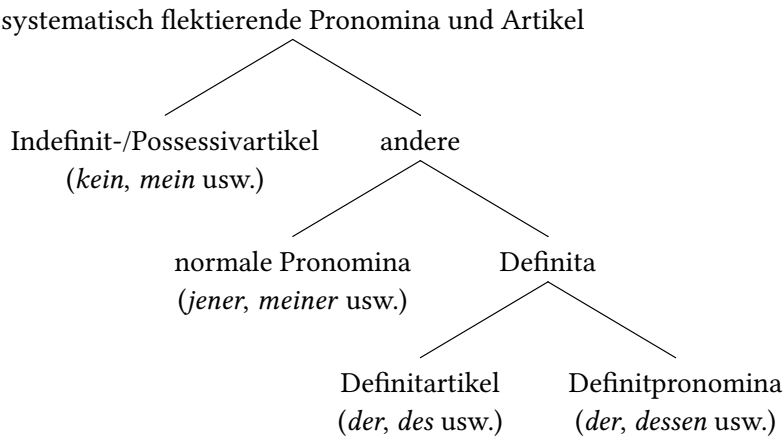 systematisch flektierende Pronomina und Artikel
Indefinit-/Possessivartikel
(kein, mein usw.)
andere
normale Pronomina
(jener, meiner usw.)
Definita
Definitartikel
(der, des usw.)
Definitpronomina
(der, dessen usw.)